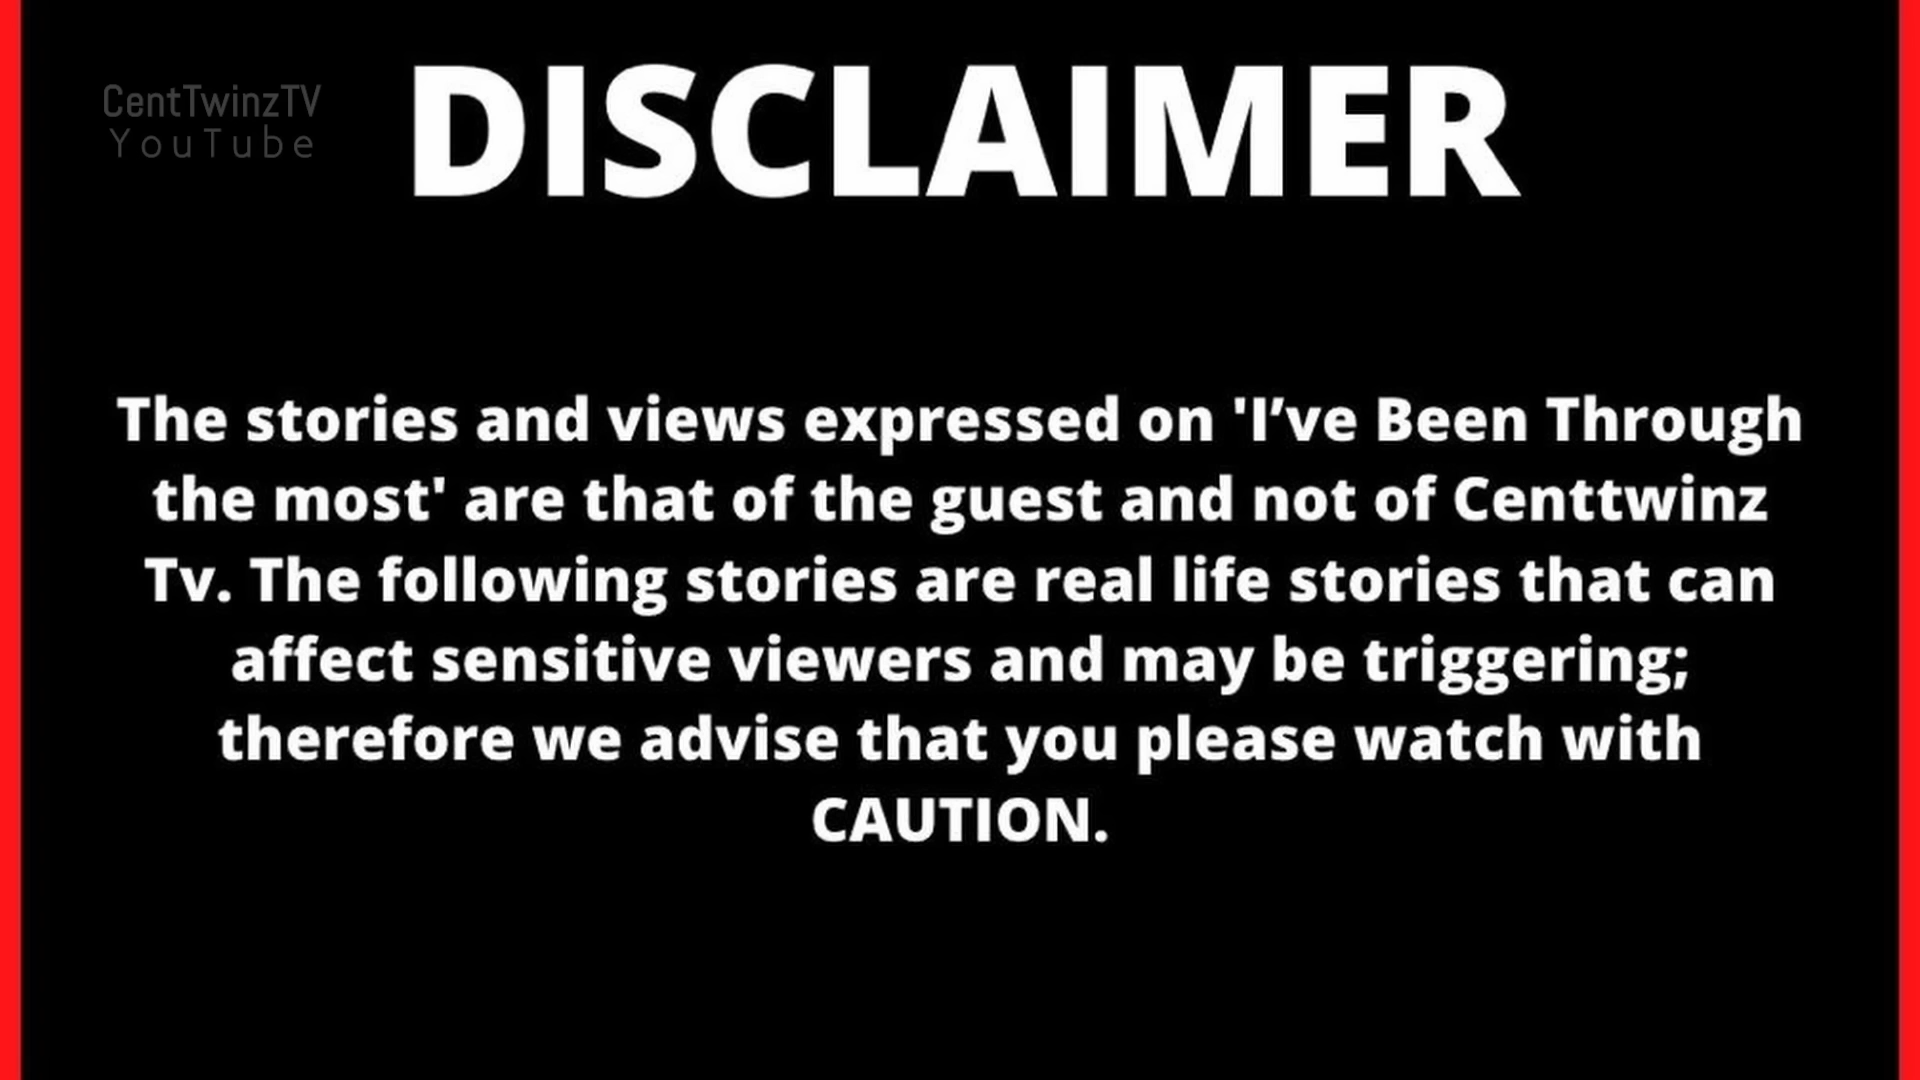 CentTwinzTV
YouTube
DISCLAIMER
The stories and views expressed on 'I’ve Been Through
the most' are that of the guest and not of Centtwinz
Tv. The following stories are real life stories that can
affect sensitive viewers and may be triggering;
therefore we advise that you please watch with
CAUTION.